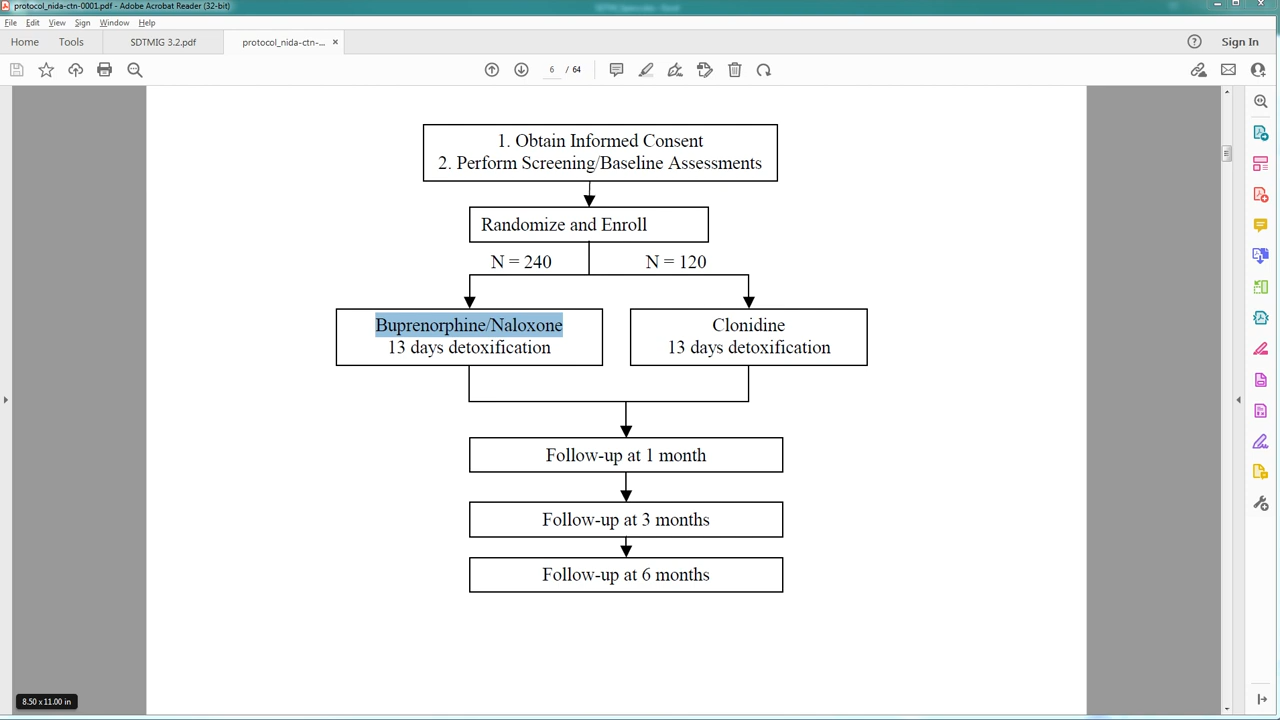 protocol_nida-ctn-0001.pdf - Adobe Acrobat Reader (32-bit)
File Edit View Sign Window Help
Home Tools SDTMIG 3.2.pdf protocol_nida-ctn-... × Sign In
6 / 64
1. Obtain Informed Consent
2. Perform Screening/Baseline Assessments
Randomize and Enroll
N = 240 N = 120
Buprenorphine/Naloxone
13 days detoxification
Clonidine
13 days detoxification
Follow-up at 1 month
Follow-up at 3 months
Follow-up at 6 months
8.50 x 11.00 in